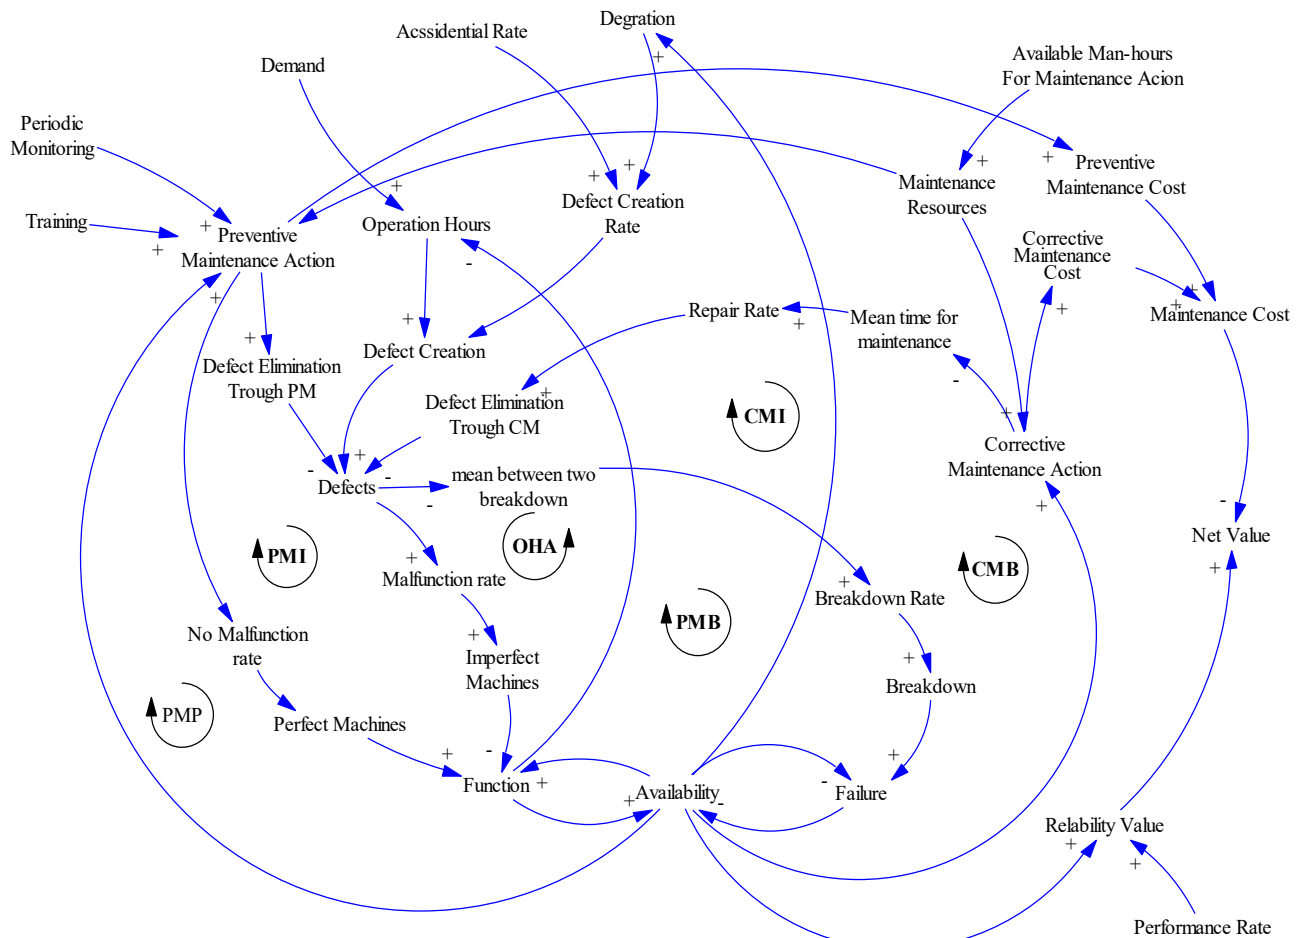 Degration
Acssidential Rate
Available Man-hours
For Maintenance Acion
Demand
+
Periodic
Monitoring
+
+
Preventive
Maintenance Cost
+
+
+
Maintenance
Resources
+
Defect Creation
Rate
Training
+
+
Operation Hours
Preventive
Maintenance Action
-
Corrective
Maintenance
Cost
+
+
+
+
Maintenance Cost
Repair Rate
+
Mean time for
maintenance
+
+
Defect Creation
Defect Elimination
Trough PM
-
+
Defect Elimination
Trough CM
CMI
+
Corrective
Maintenance Action
+
-
-
Defects
mean between two
breakdown
-
+
-
PMI
OHA
Net Value
+
+
Malfunction rate
CMB
+
Breakdown Rate
No Malfunction
rate
+
PMB
Imperfect
Machines
+
Breakdown
PMP
Perfect Machines
+
-
+
Function
+
+
Availability
-
-
Failure
Relability Value
+
+
Performance Rate